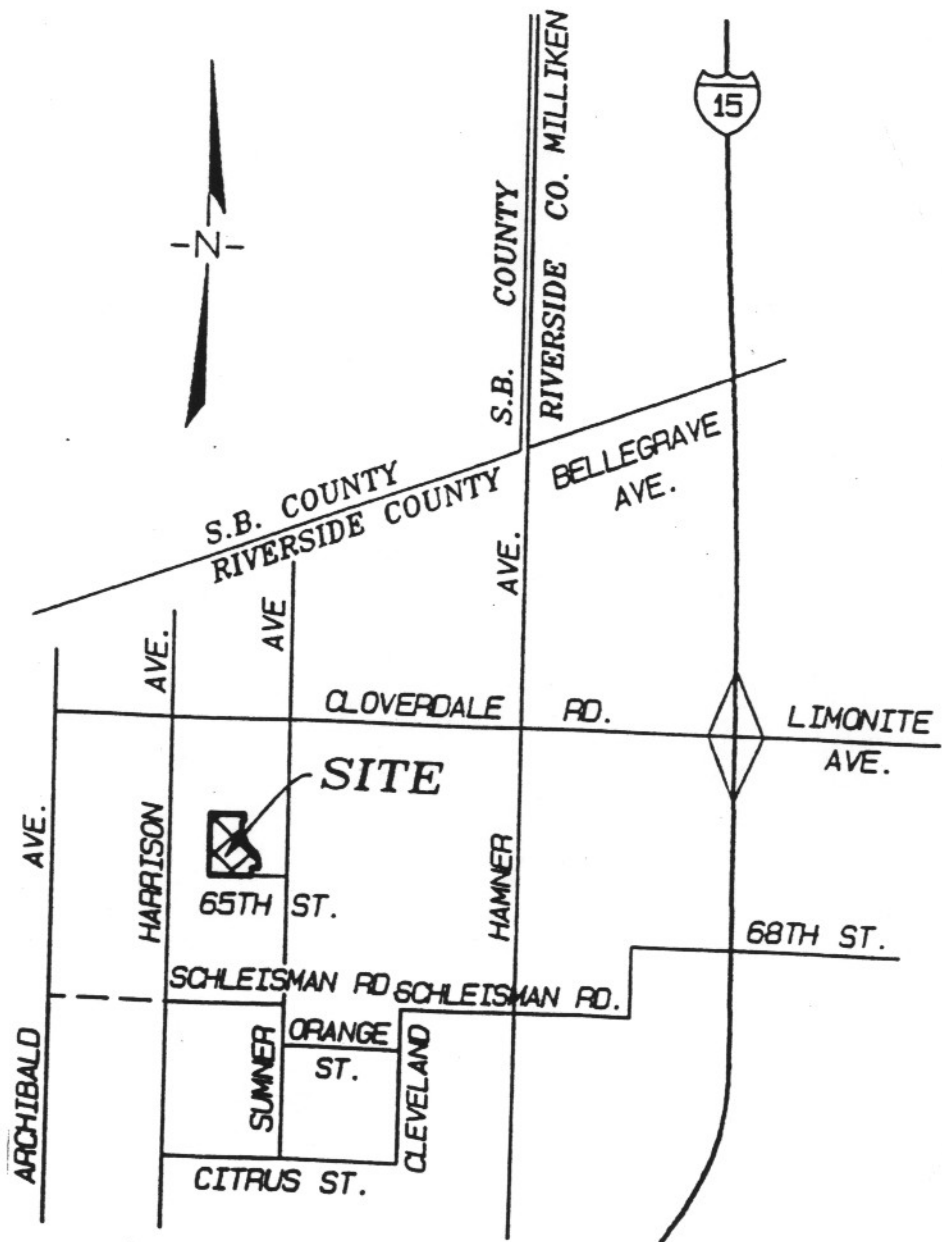 15
MILLIKEN
S.B. COUNTY
RIVERSIDE CO.
-N-
S.B. COUNTY
RIVERSIDE COUNTY
BELLEGRAVE
AVE.
AVE.
AVE
AVE.
CLOVERDALE RD.
LIMONITE
AVE.
SITE
AVE.
HARRISON
65TH ST.
HAMNER
68TH ST.
SCHLEISMAN RD.
SCHLEISMAN RD.
ORANGE
ST.
SUMNER
CLEVELAND
ARCHIBALD
CITRUS ST.